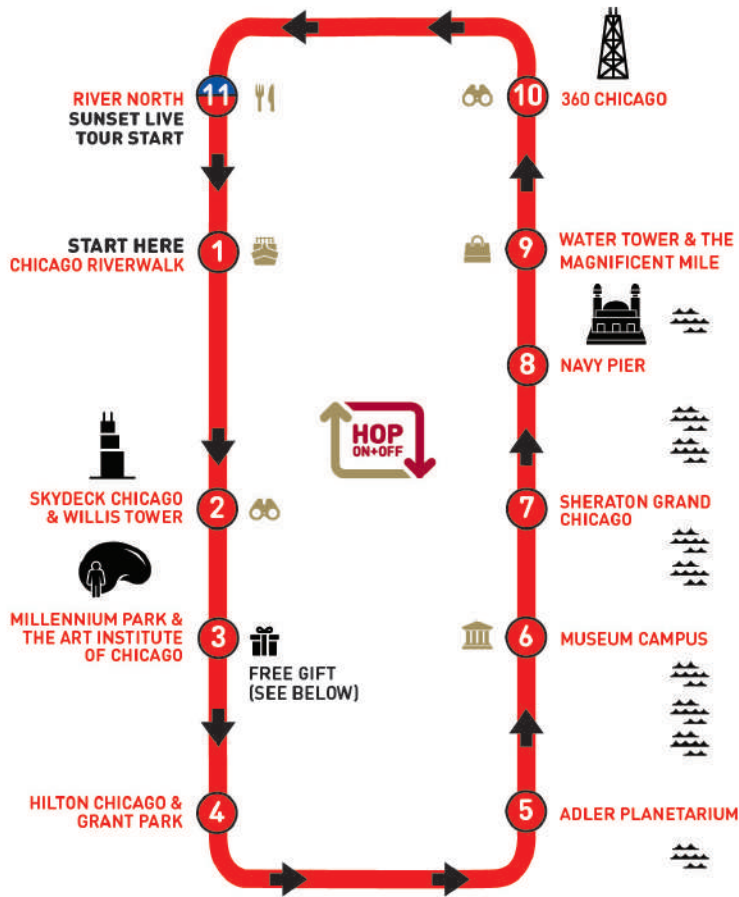 11
RIVER NORTH
SUNSET LIVE
TOUR START
10
360 CHICAGO
START HERE
CHICAGO RIVERWALK
1
9
WATER TOWER & THE
MAGNIFICENT MILE
8
NAVY PIER
HOP
ON+OFF
SKYDECK CHICAGO
& WILLIS TOWER
2
7
SHERATON GRAND
CHICAGO
MILLENNIUM PARK &
THE ART INSTITUTE
OF CHICAGO
3
FREE GIFT
(SEE BELOW)
6
MUSEUM CAMPUS
HILTON CHICAGO &
GRANT PARK
4
5
ADLER PLANETARIUM